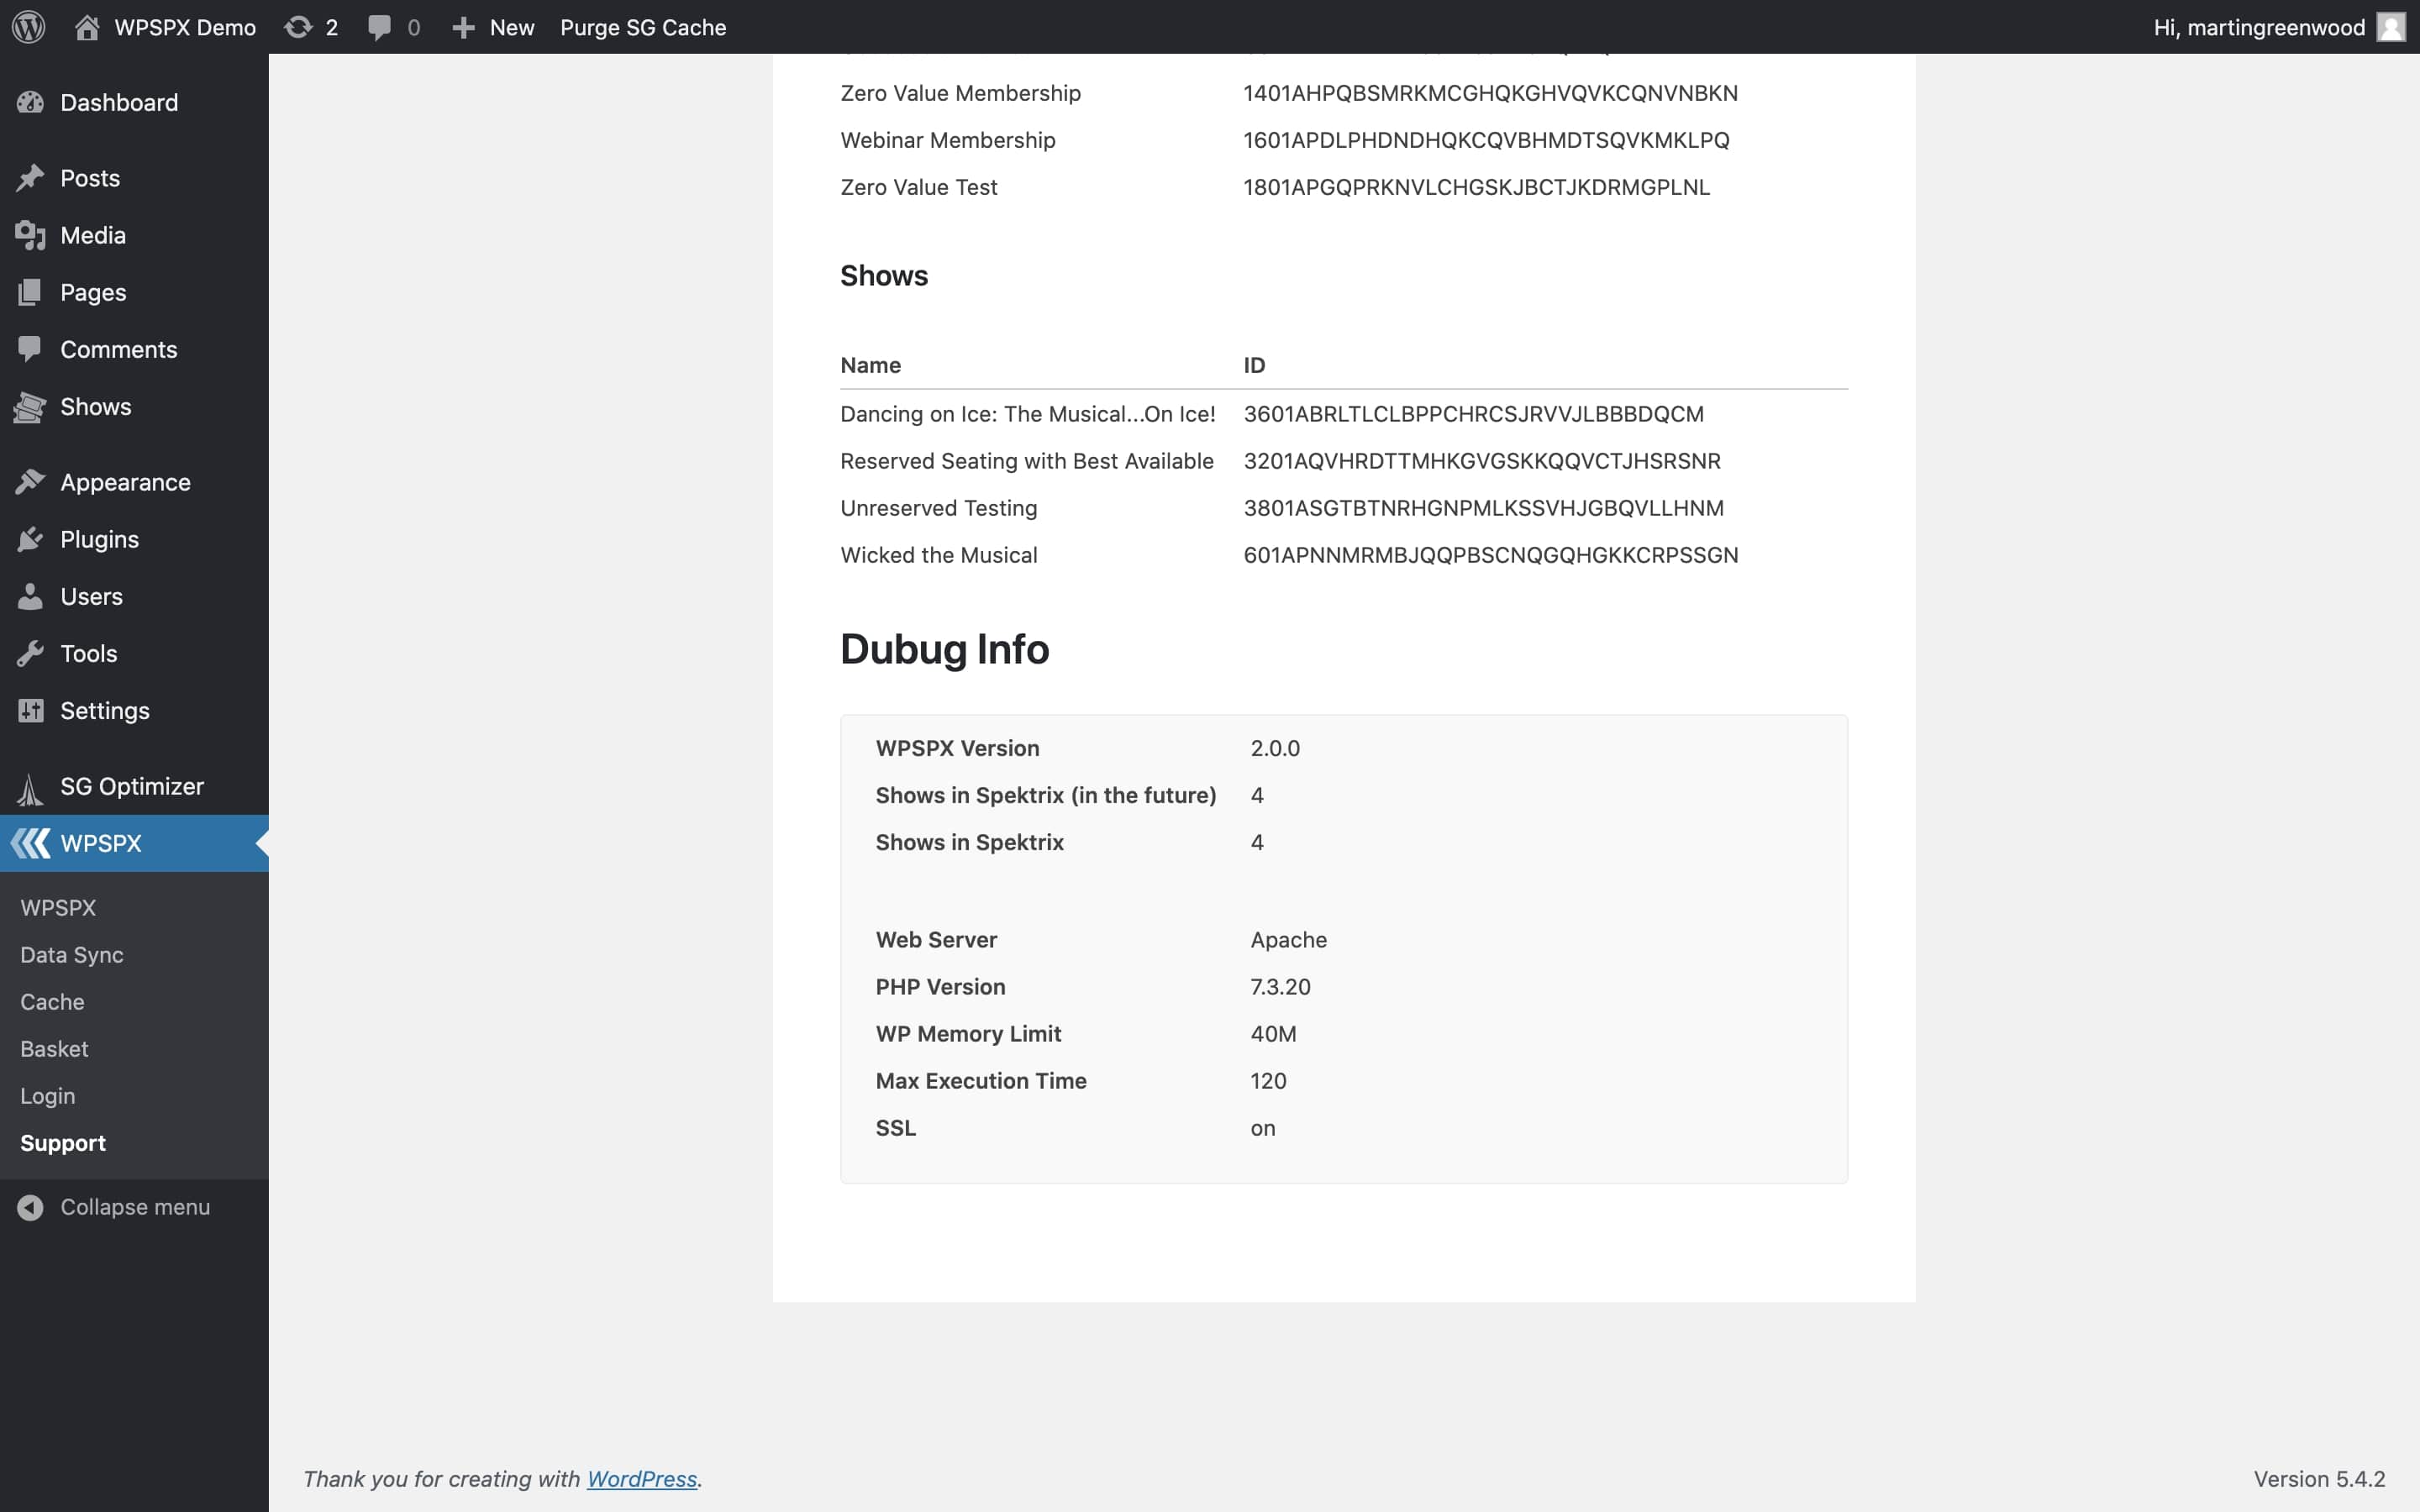 WPSPX Demo 2 0 New Purge SG Cache Hi, martingreenwood
Dashboard
Posts
Media
Pages
Comments
Shows
Appearance
Plugins
Users
Tools
Settings
SG Optimizer
WPSPX
WPSPX
Data Sync
Cache
Basket
Login
Support
Collapse menu
Zero Value Membership 1401AHPQBSMRKMCGHQKGHVQVKCQNVNBKN
Webinar Membership 1601APDLPHDNDHQKCQVBHMDTSQVKMKLPQ
Zero Value Test 1801APGQPRKNVLCHGSKJBCTJKDRMGPLNL
Shows
Name ID
Dancing on Ice: The Musical...On Ice! 3601ABRLTLCLBPPCHRCSJRVVJLBBBDQCM
Reserved Seating with Best Available 3201AQVHRDTTMHKGVGSKKQQVCTJHSRSNR
Unreserved Testing 3801ASGTBTNRHGNPMLKSSVHJGBQVLLHNM
Wicked the Musical 601APNNMRMBJQQPBSCNQGQHGKKCRPSSGN
Dubug Info
WPSPX Version 2.0.0
Shows in Spektrix (in the future) 4
Shows in Spektrix 4
Web Server Apache
PHP Version 7.3.20
WP Memory Limit 40M
Max Execution Time 120
SSL on
Thank you for creating with WordPress. Version 5.4.2